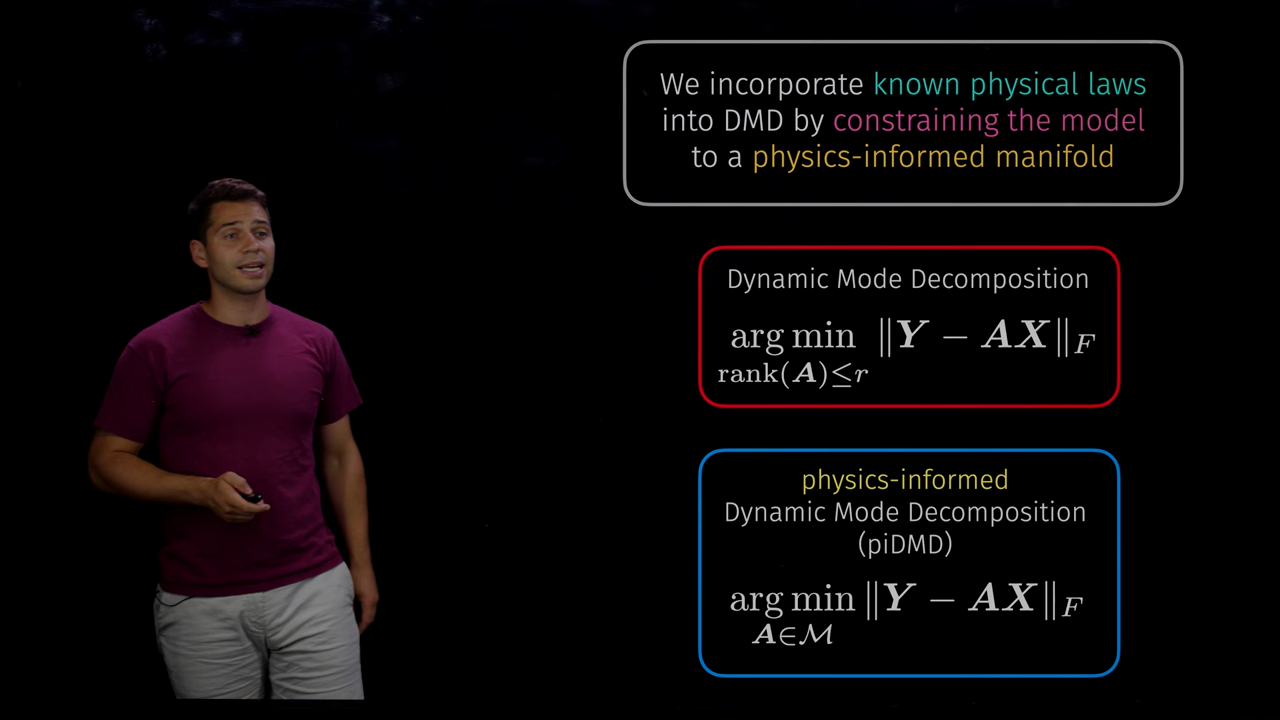 We incorporate known physical laws
into DMD by constraining the model
to a physics-informed manifold
Dynamic Mode Decomposition
arg min ‖Y − AX‖_F
rank(A)≤r
physics-informed
Dynamic Mode Decomposition
(piDMD)
arg min ‖Y − AX‖_F
A∈ℳ